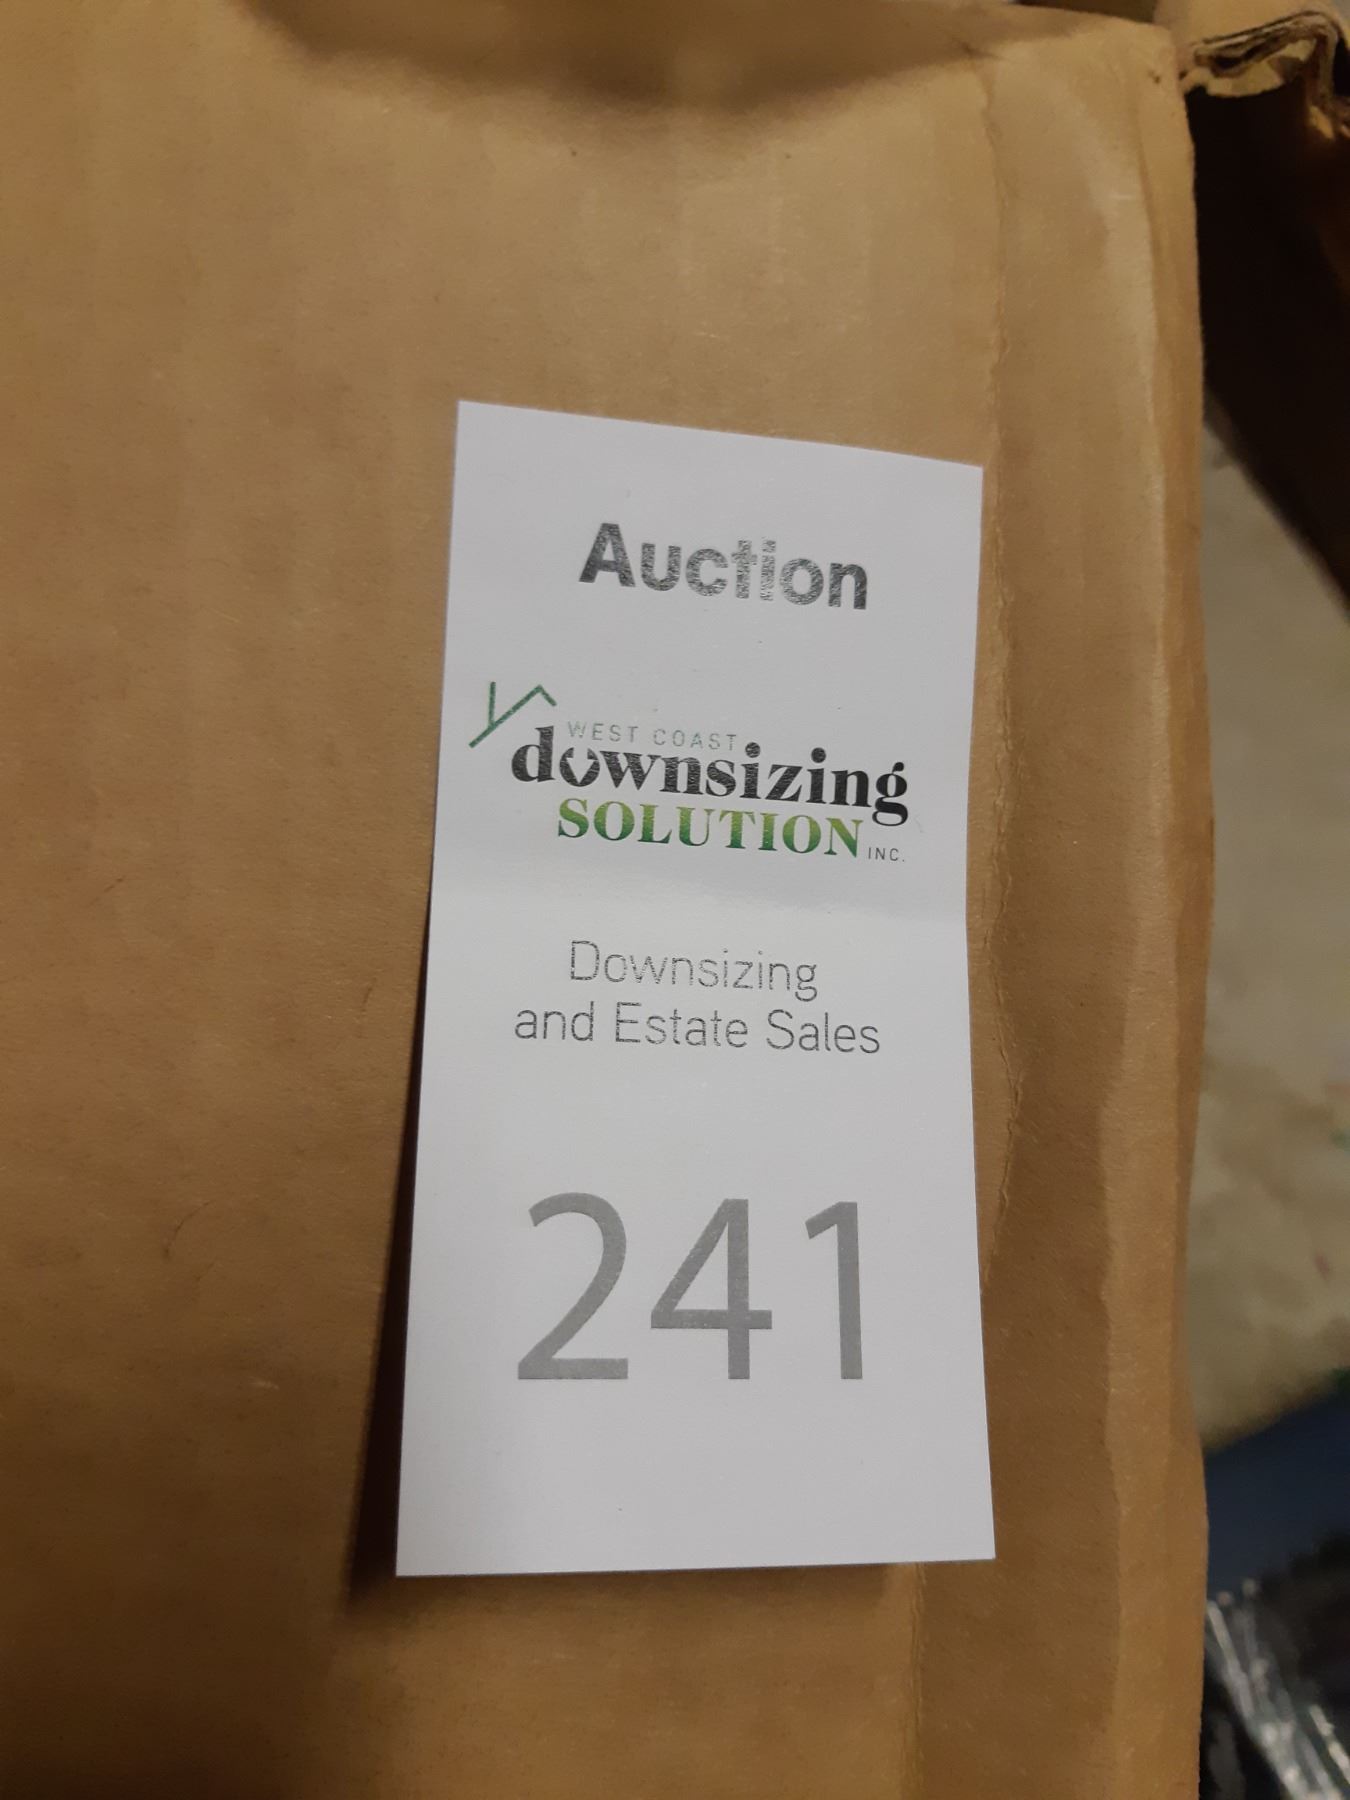 Auction
WEST COAST
downsizing
SOLUTION INC.
Downsizing
and Estate Sales
241